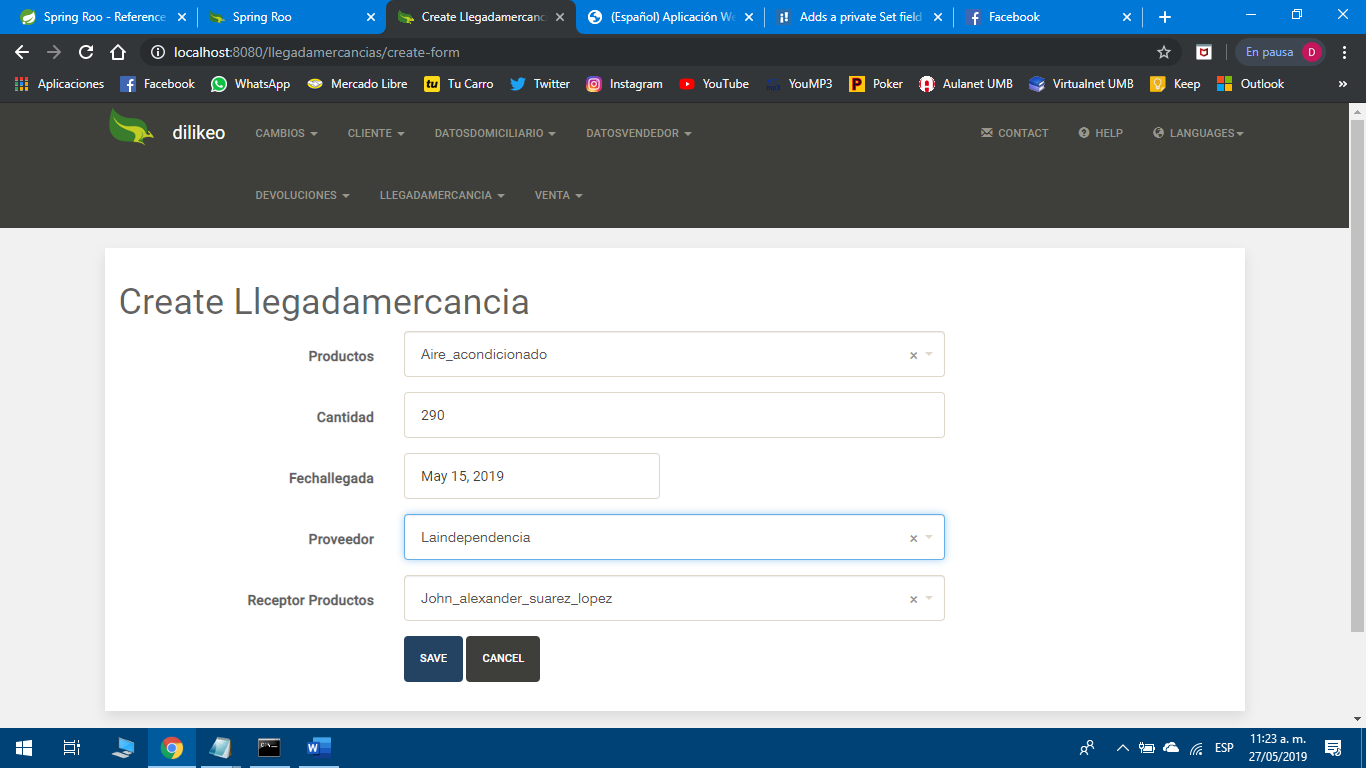 Spring Roo - Reference
Spring Roo
Create Llegadamercanc
(Español) Aplicación We
Adds a private Set field
Facebook
localhost:8080/llegadamercancias/create-form
En pausa
D
Aplicaciones
Facebook
WhatsApp
Mercado Libre
tu
Tu Carro
Twitter
Instagram
YouTube
YouMP3
P
Poker
Aulanet UMB
Virtualnet UMB
Keep
Outlook
»
dilikeo
CAMBIOS
CLIENTE
DATOSDOMICILIARIO
DATOSVENDEDOR
CONTACT
HELP
LANGUAGES
DEVOLUCIONES
LLEGADAMERCANCIA
VENTA
Create Llegadamercancia
Productos
Aire_acondicionado
Cantidad
290
Fechallegada
May 15, 2019
Proveedor
Laindependencia
Receptor Productos
John_alexander_suarez_lopez
SAVE
CANCEL
ESP
11:23 a. m.
27/05/2019